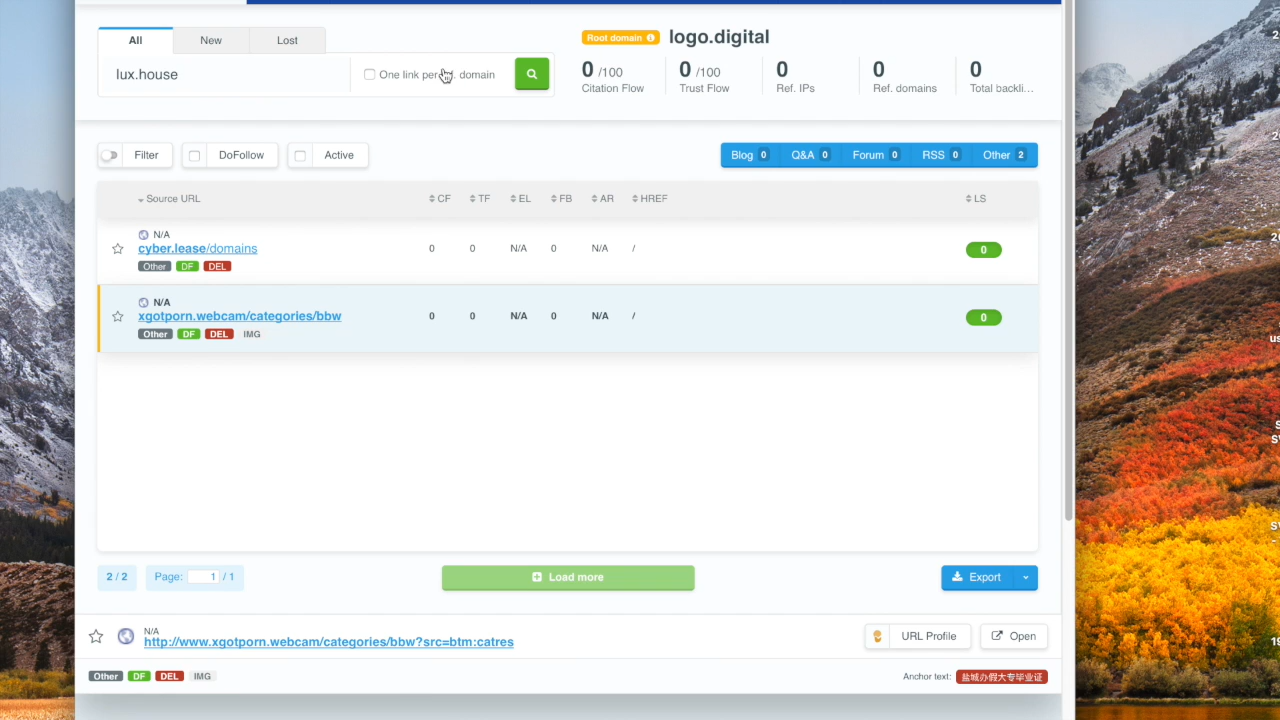 All New Lost
lux.house
One link per ref. domain
Root domain logo.digital
0 /100 0 /100 0 0 0
Citation Flow Trust Flow Ref. IPs Ref. domains Total backli...
Filter DoFollow Active
Blog 0 Q&A 0 Forum 0 RSS 0 Other 2
Source URL CF TF EL FB AR HREF LS
N/A
cyber.lease/domains 0 0 N/A 0 N/A / 0
Other DF DEL
N/A
xgotporn.webcam/categories/bbw 0 0 N/A 0 N/A / 0
Other DF DEL IMG
2 / 2 Page: 1 / 1 Load more Export
N/A
http://www.xgotporn.webcam/categories/bbw?src=btm:catres URL Profile Open
Other DF DEL IMG Anchor text: 盐城办假大专毕业证